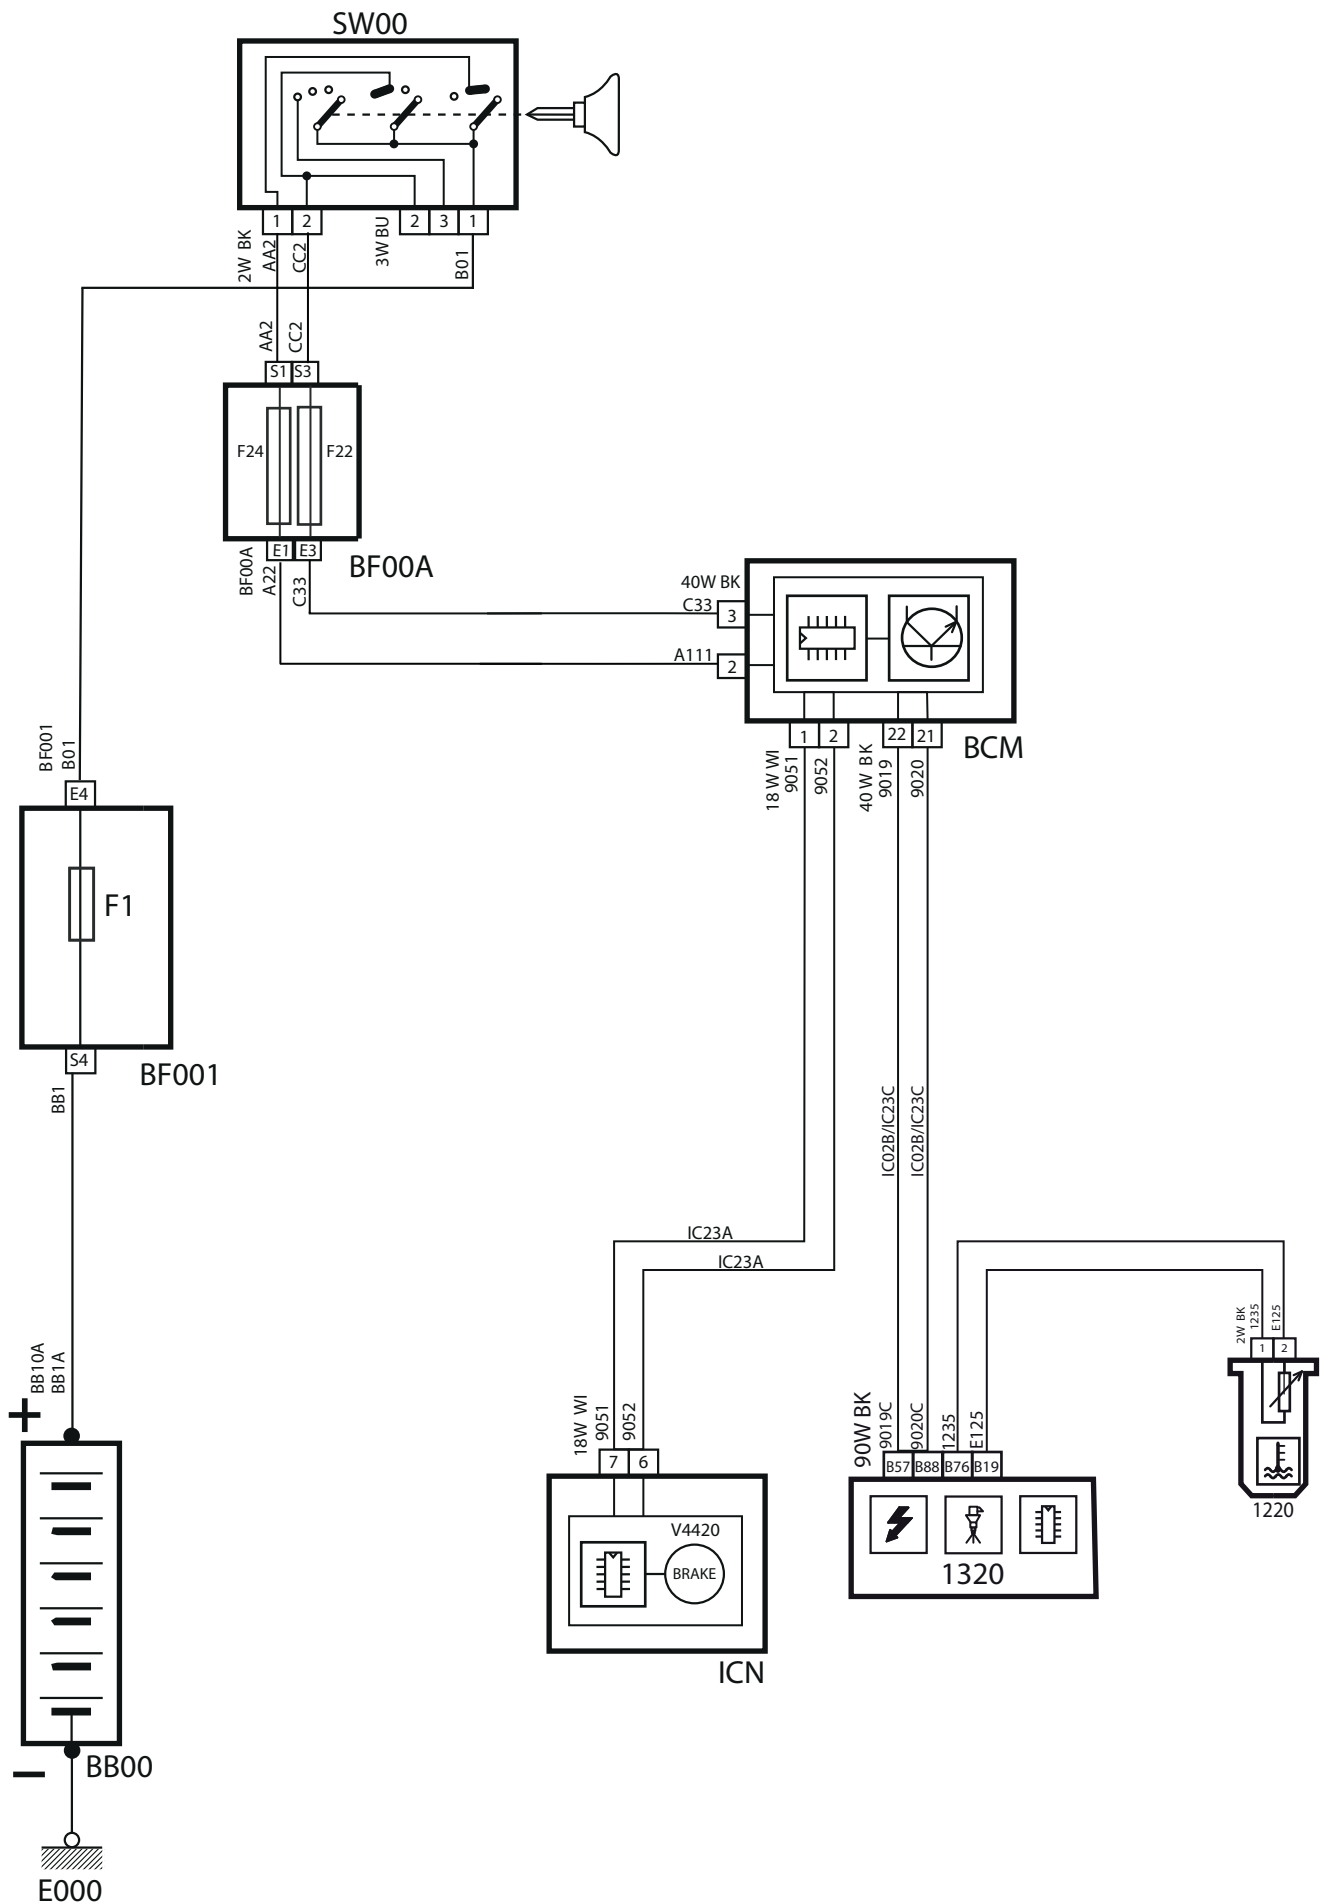 SW00
1 2 2 3 1
2W BK
AA2
CC2
3W BU
B01
AA2
CC2
S1 S3
F24 F22
E1 E3
BF00A
A22
C33
BF00A
40W BK
C33
3
A111
2
1 2 22 21
BCM
18 W WI
9051
9052
40 W BK
9019
9020
BF001
B01
E4
F1
S4
BF001
BB1
IC02B/IC23C
IC02B/IC23C
IC23A
IC23A
BB10A
BB1A
+
BB00
−
E000
18W WI
9051
9052
7 6
V4420
BRAKE
ICN
90W BK
9019C
9020C
1235
E125
B57 B88 B76 B19
1320
2W BK
1235
E125
1 2
1220